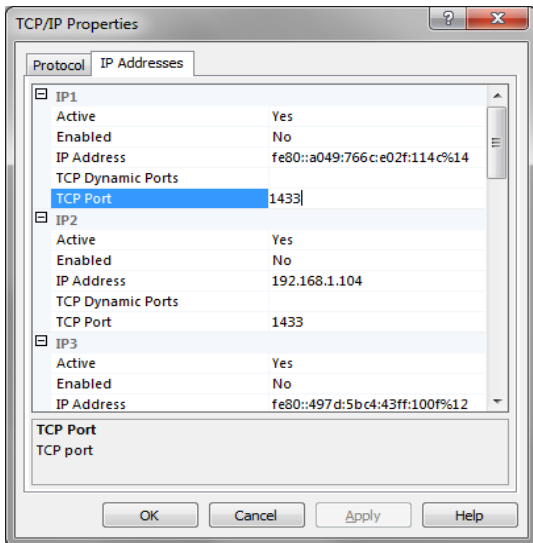 TCP/IP Properties
Protocol IP Addresses
IP1
Active Yes
Enabled No
IP Address fe80::a049:766c:e02f:114c%14
TCP Dynamic Ports
TCP Port 1433
IP2
Active Yes
Enabled No
IP Address 192.168.1.104
TCP Dynamic Ports
TCP Port 1433
IP3
Active Yes
Enabled No
IP Address fe80::497d:5bc4:43ff:100f%12
TCP Port
TCP port
OK Cancel Apply Help